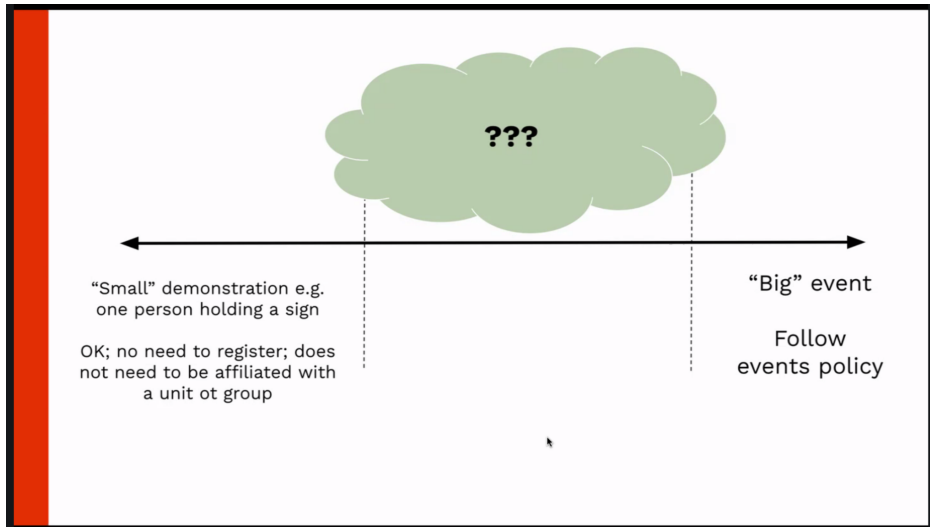 ???
“Small” demonstration e.g.
one person holding a sign
OK; no need to register; does
not need to be affiliated with
a unit ot group
“Big” event
Follow
events policy